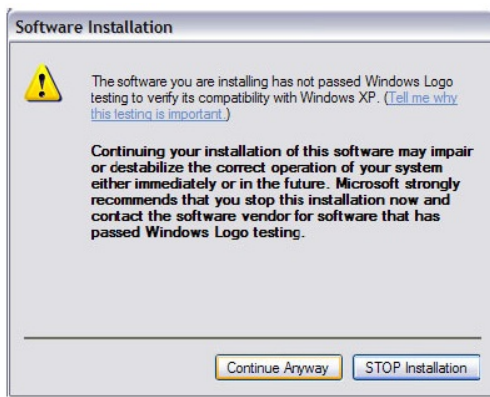 Software Installation
The software you are installing has not passed Windows Logo
testing to verify its compatibility with Windows XP. (Tell me why
this testing is important.)
Continuing your installation of this software may impair
or destabilize the correct operation of your system
either immediately or in the future. Microsoft strongly
recommends that you stop this installation now and
contact the software vendor for software that has
passed Windows Logo testing.
Continue Anyway
STOP Installation